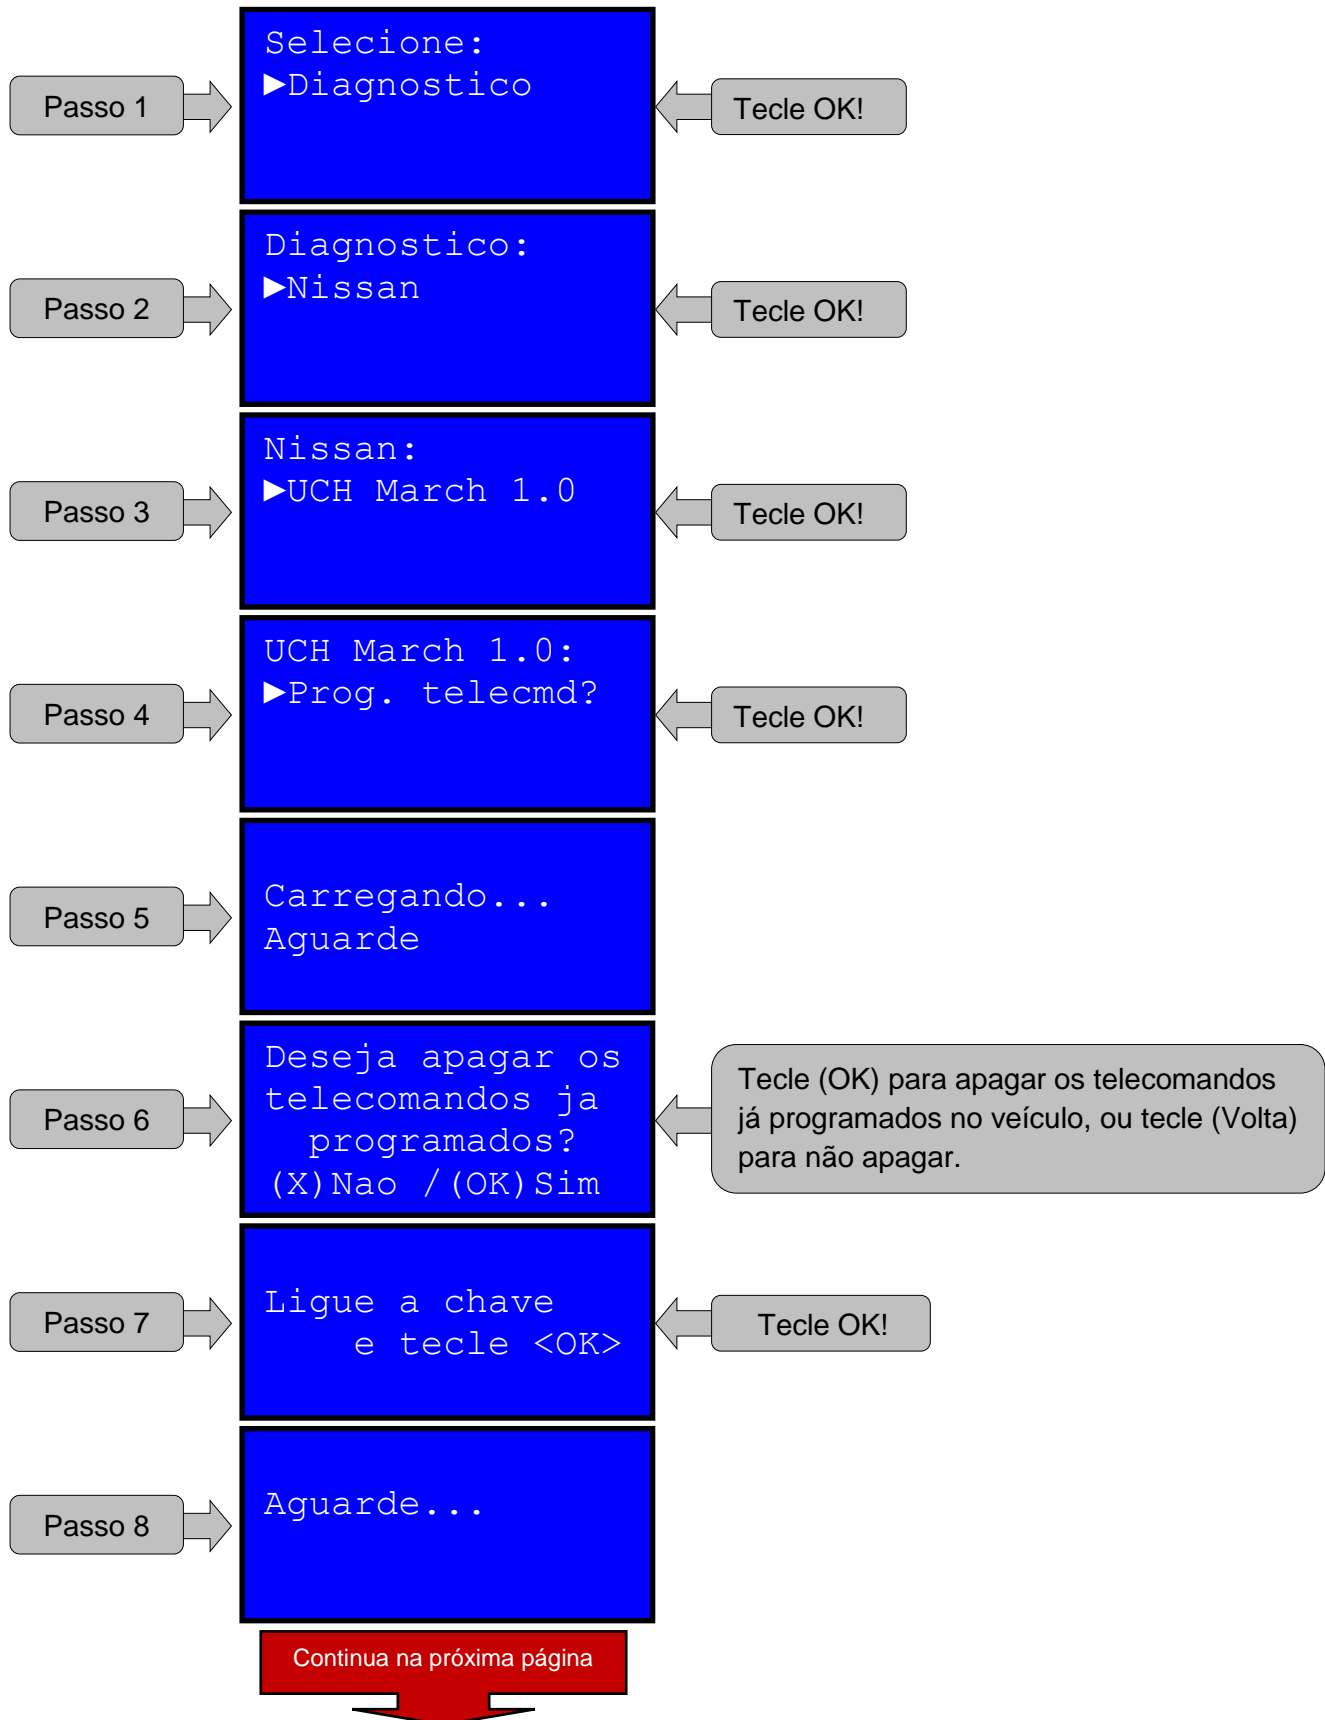 Passo 1
Selecione:
►Diagnostico
Tecle OK!
Passo 2
Diagnostico:
►Nissan
Tecle OK!
Passo 3
Nissan:
►UCH March 1.0
Tecle OK!
Passo 4
UCH March 1.0:
►Prog. telecmd?
Tecle OK!
Passo 5
Carregando...
Aguarde
Passo 6
Deseja apagar os
telecomandos ja
programados?
(X)Nao /(OK)Sim
Tecle (OK) para apagar os telecomandos
já programados no veículo, ou tecle (Volta)
para não apagar.
Passo 7
Ligue a chave
e tecle <OK>
Tecle OK!
Passo 8
Aguarde...
Continua na próxima página